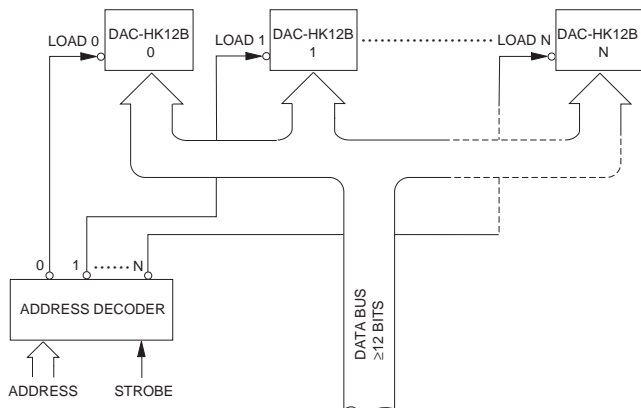 LOAD 0
DAC-HK12B
0
LOAD 1
DAC-HK12B
1
LOAD N
DAC-HK12B
N
0
1
N
ADDRESS DECODER
ADDRESS
STROBE
DATA BUS
≥12 BITS